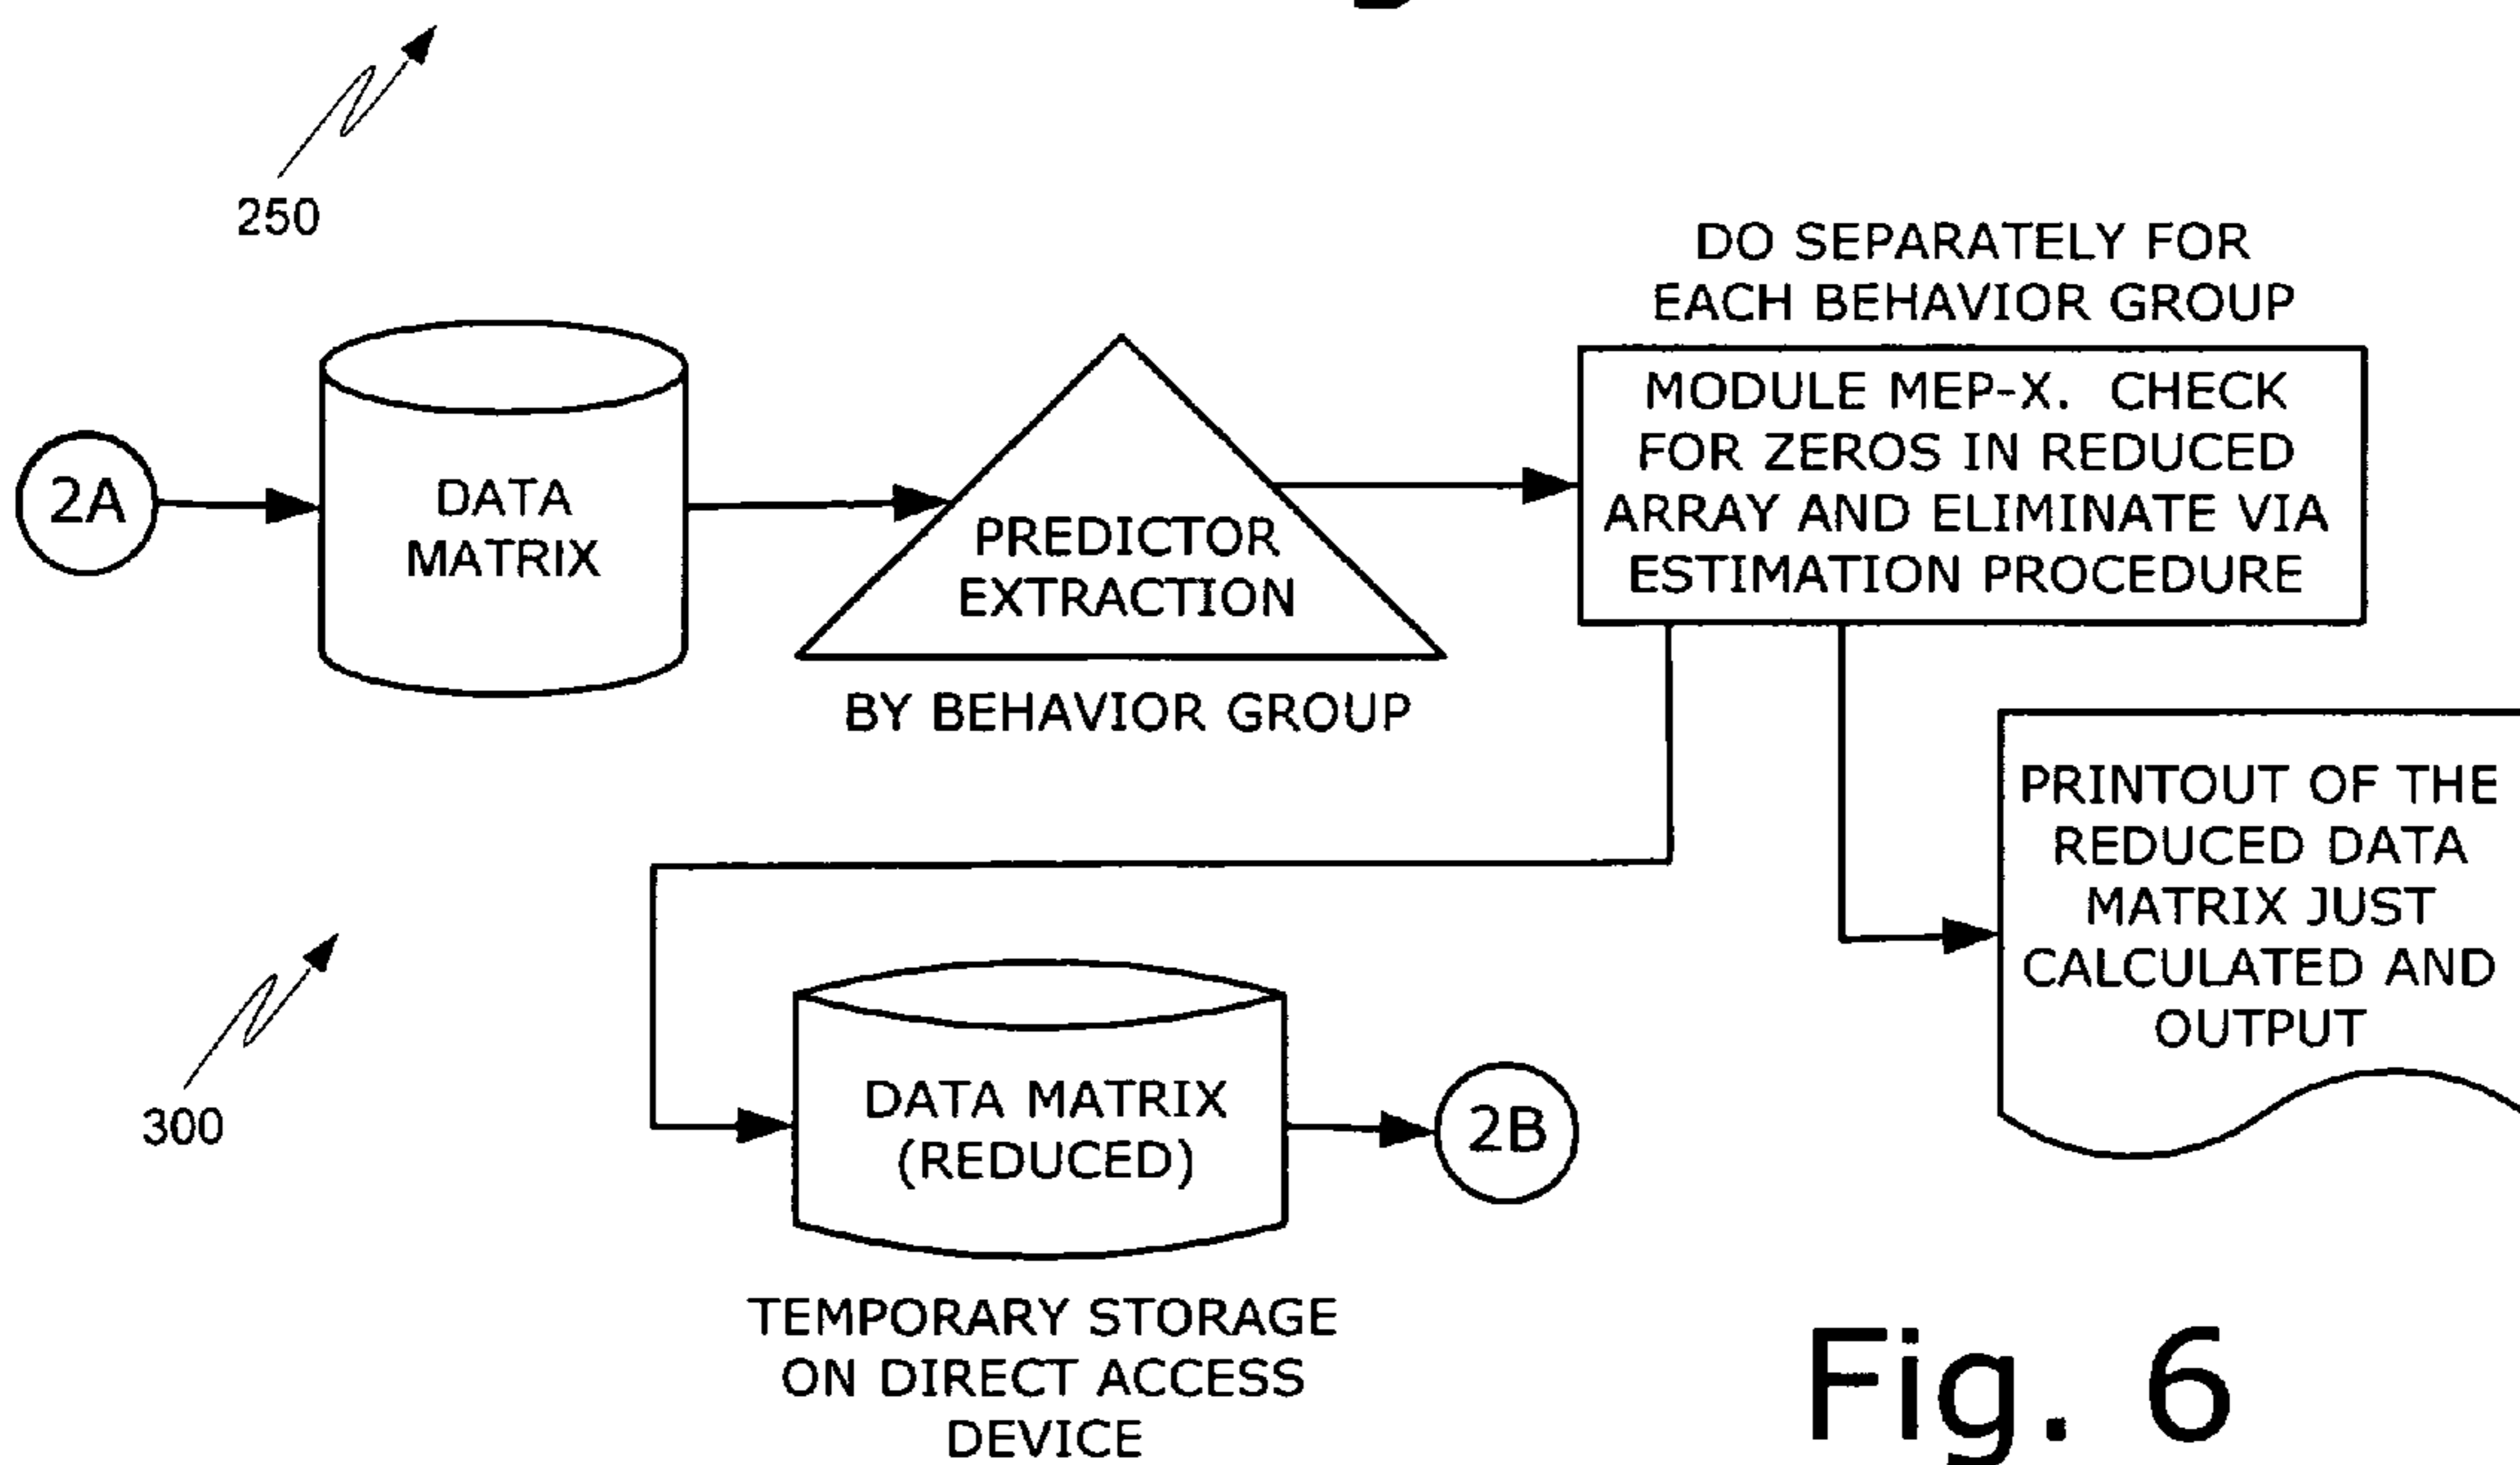 250
DO SEPARATELY FOR
EACH BEHAVIOR GROUP
2A
DATA
MATRIX
PREDICTOR
EXTRACTION
BY BEHAVIOR GROUP
MODULE MEP-X. CHECK
FOR ZEROS IN REDUCED
ARRAY AND ELIMINATE VIA
ESTIMATION PROCEDURE
PRINTOUT OF THE
REDUCED DATA
MATRIX JUST
CALCULATED AND
OUTPUT
300
DATA MATRIX
(REDUCED)
2B
TEMPORARY STORAGE
ON DIRECT ACCESS
DEVICE
Fig. 6